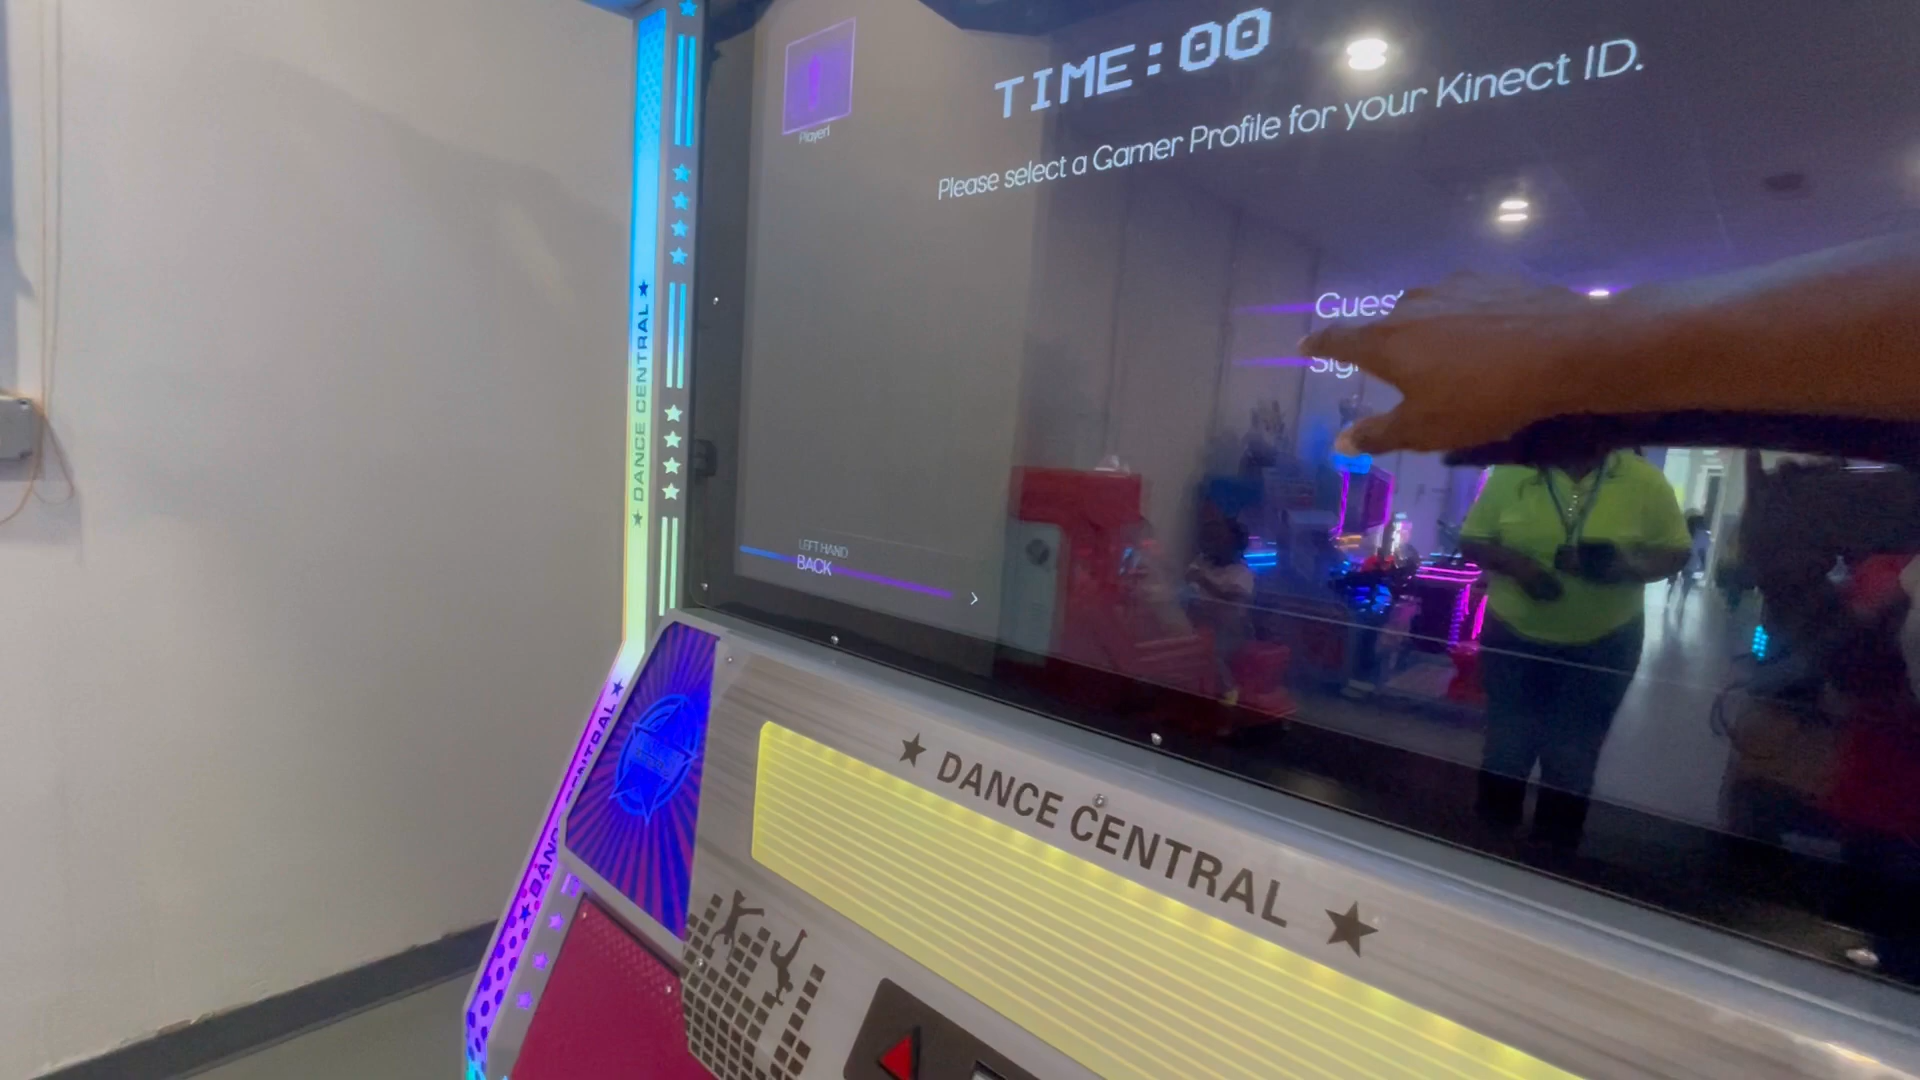 TIME:00
Player1
Please select a Gamer Profile for your Kinect ID.
Gues
Sig
LEFT HAND
BACK
DANCE CENTRAL
DANCE CENTRAL
DANCE CENTRAL